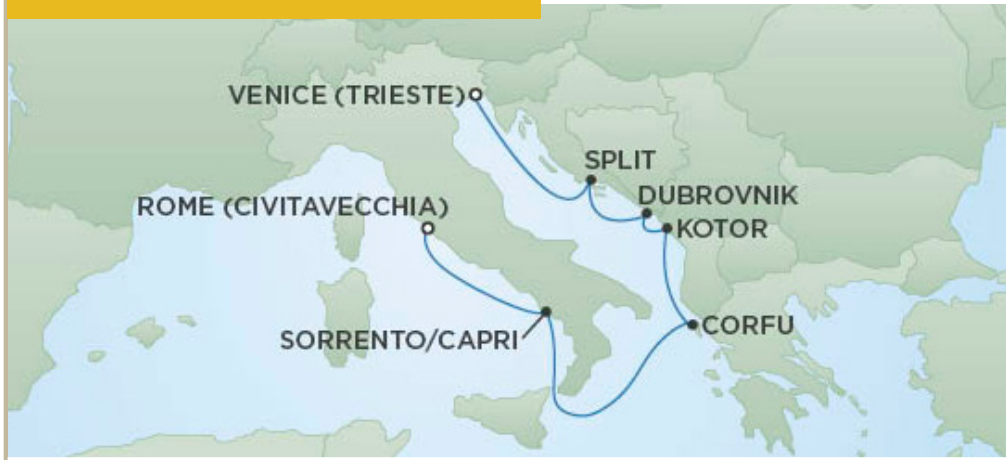 VENICE (TRIESTE)
SPLIT
DUBROVNIK
ROME (CIVITAVECCHIA)
KOTOR
SORRENTO/CAPRI
CORFU